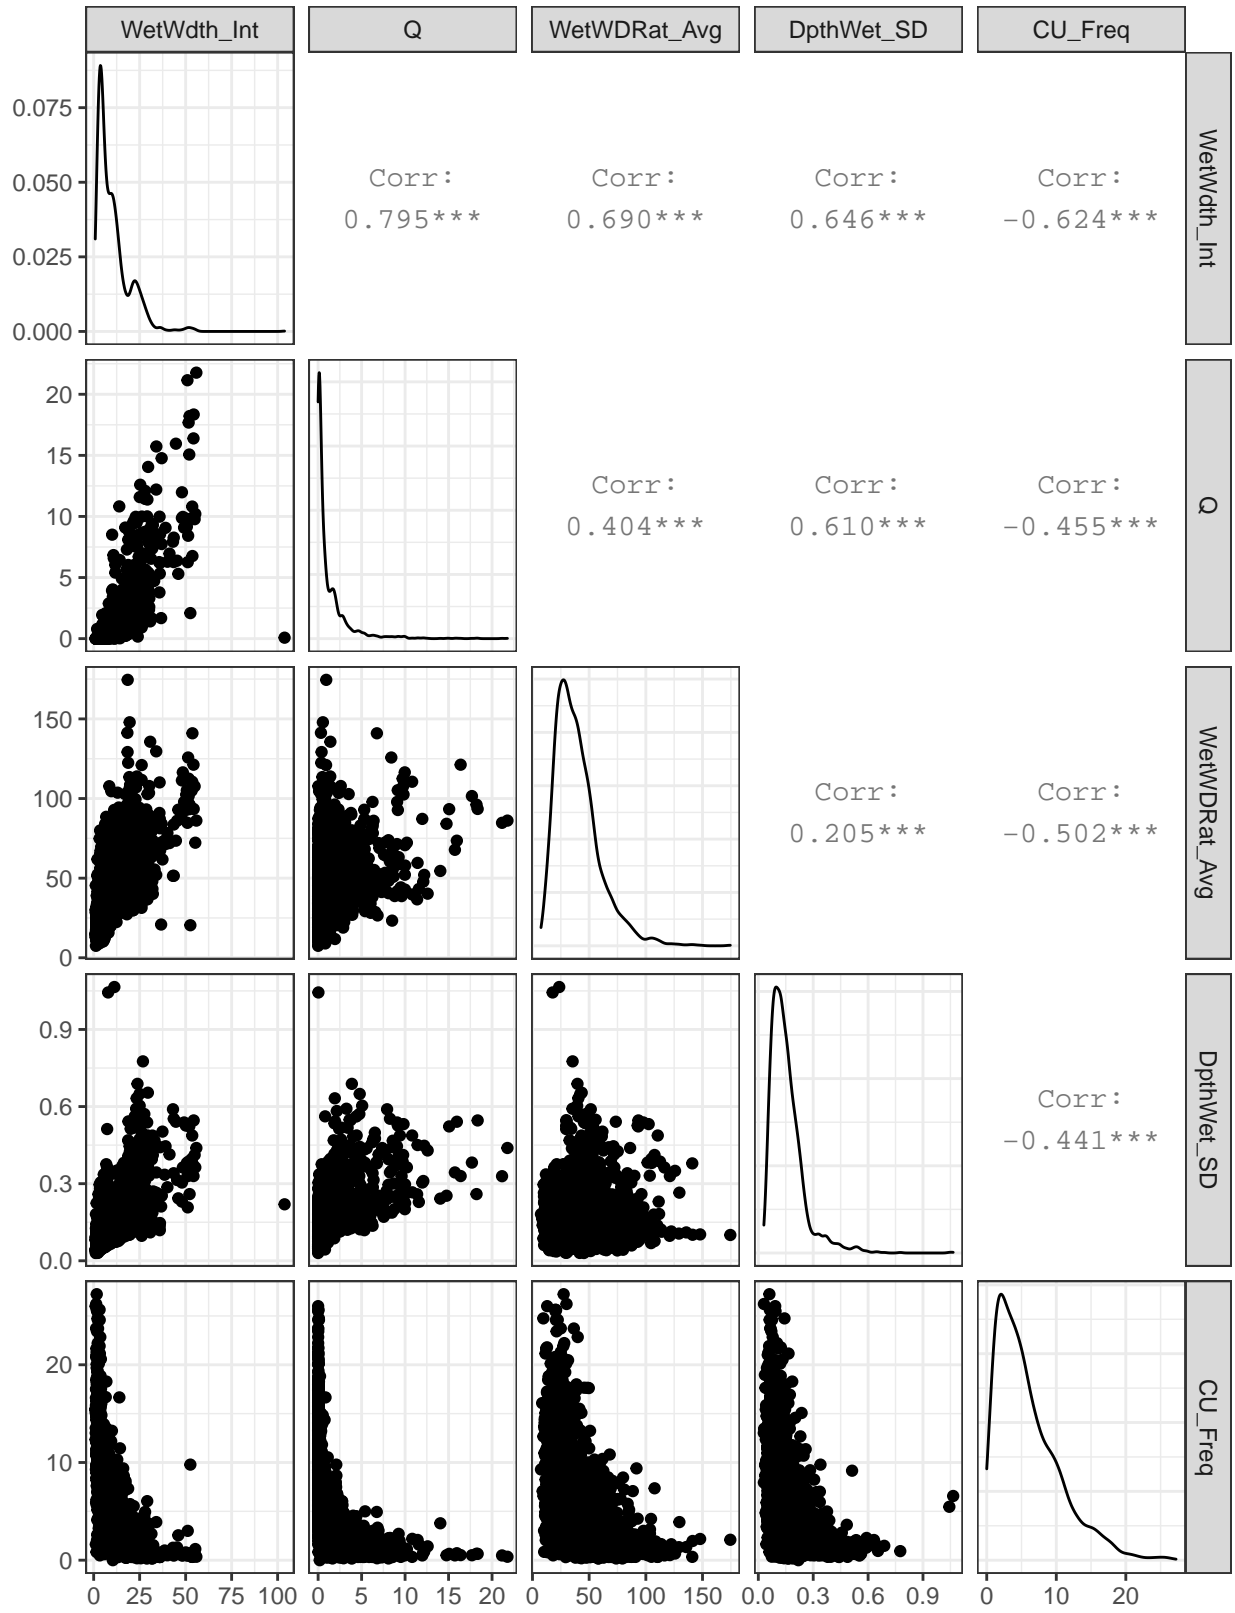 WetWdth_Int Q WetWDRat_Avg DpthWet_SD CU_Freq
0.075
0.050
0.025
0.000
Corr:
0.795***
Corr:
0.690***
Corr:
0.646***
Corr:
-0.624***
WetWdth_Int
20
15
10
5
0
Corr:
0.404***
Corr:
0.610***
Corr:
-0.455***
Q
150
100
50
0
Corr:
0.205***
Corr:
-0.502***
WetWDRat_Avg
0.9
0.6
0.3
0.0
Corr:
-0.441***
DpthWet_SD
20
10
0
CU_Freq
0 25 50 75 100 0 5 10 15 20 0 50 100 150 0.0 0.3 0.6 0.9 0 10 20